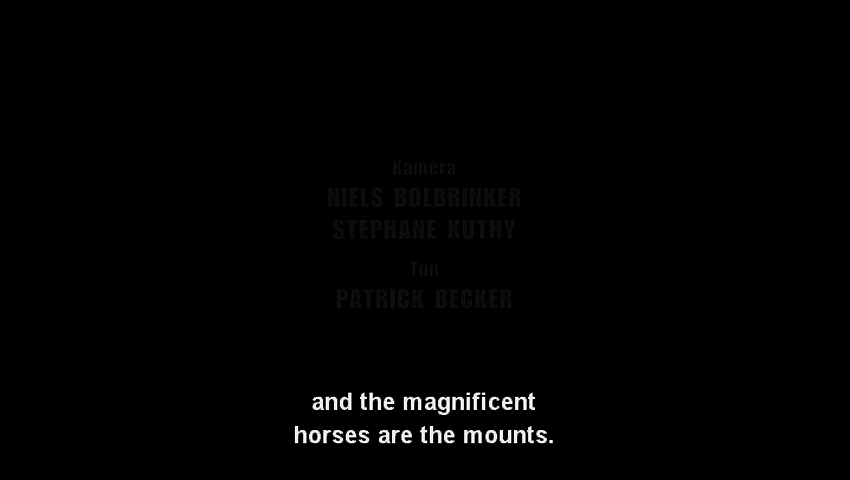 Kamera
NIELS BOLBRINKER
STÉPHANE KUTHY
Ton
PATRICK BECKER
and the magnificent
horses are the mounts.